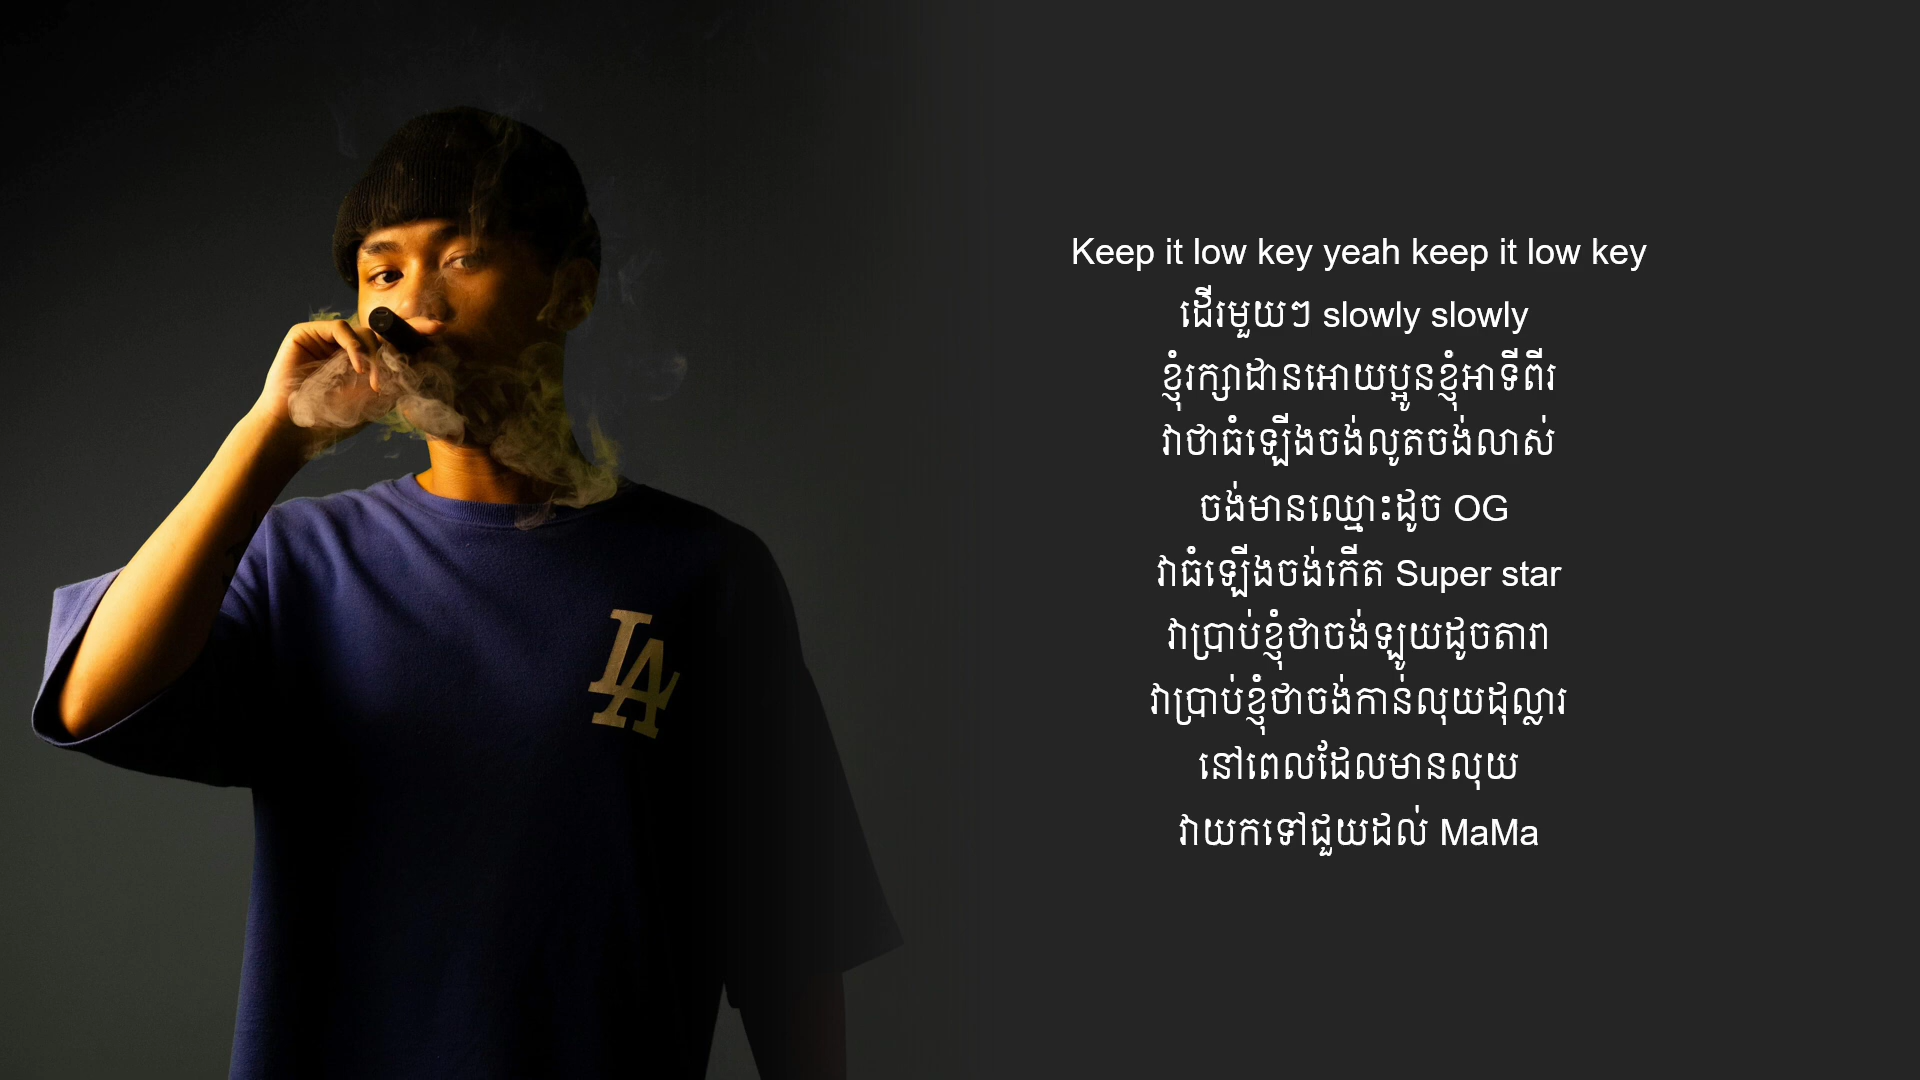 Keep it low key yeah keep it low key
ដើរមួយៗ slowly slowly
ខ្ញុំរក្សាដានអោយប្អូនខ្ញុំអាទីពីរ
វាថាធំឡើងចង់លូតចង់លាស់
ចង់មានឈ្មោះដូច OG
វាធំឡើងចង់កើត Super star
វាប្រាប់ខ្ញុំថាចង់ឡូយដូចតារា
វាប្រាប់ខ្ញុំថាចង់កាន់លុយដុល្លារ
នៅពេលដែលមានលុយ
វាយកទៅជួយដល់ MaMa
LA